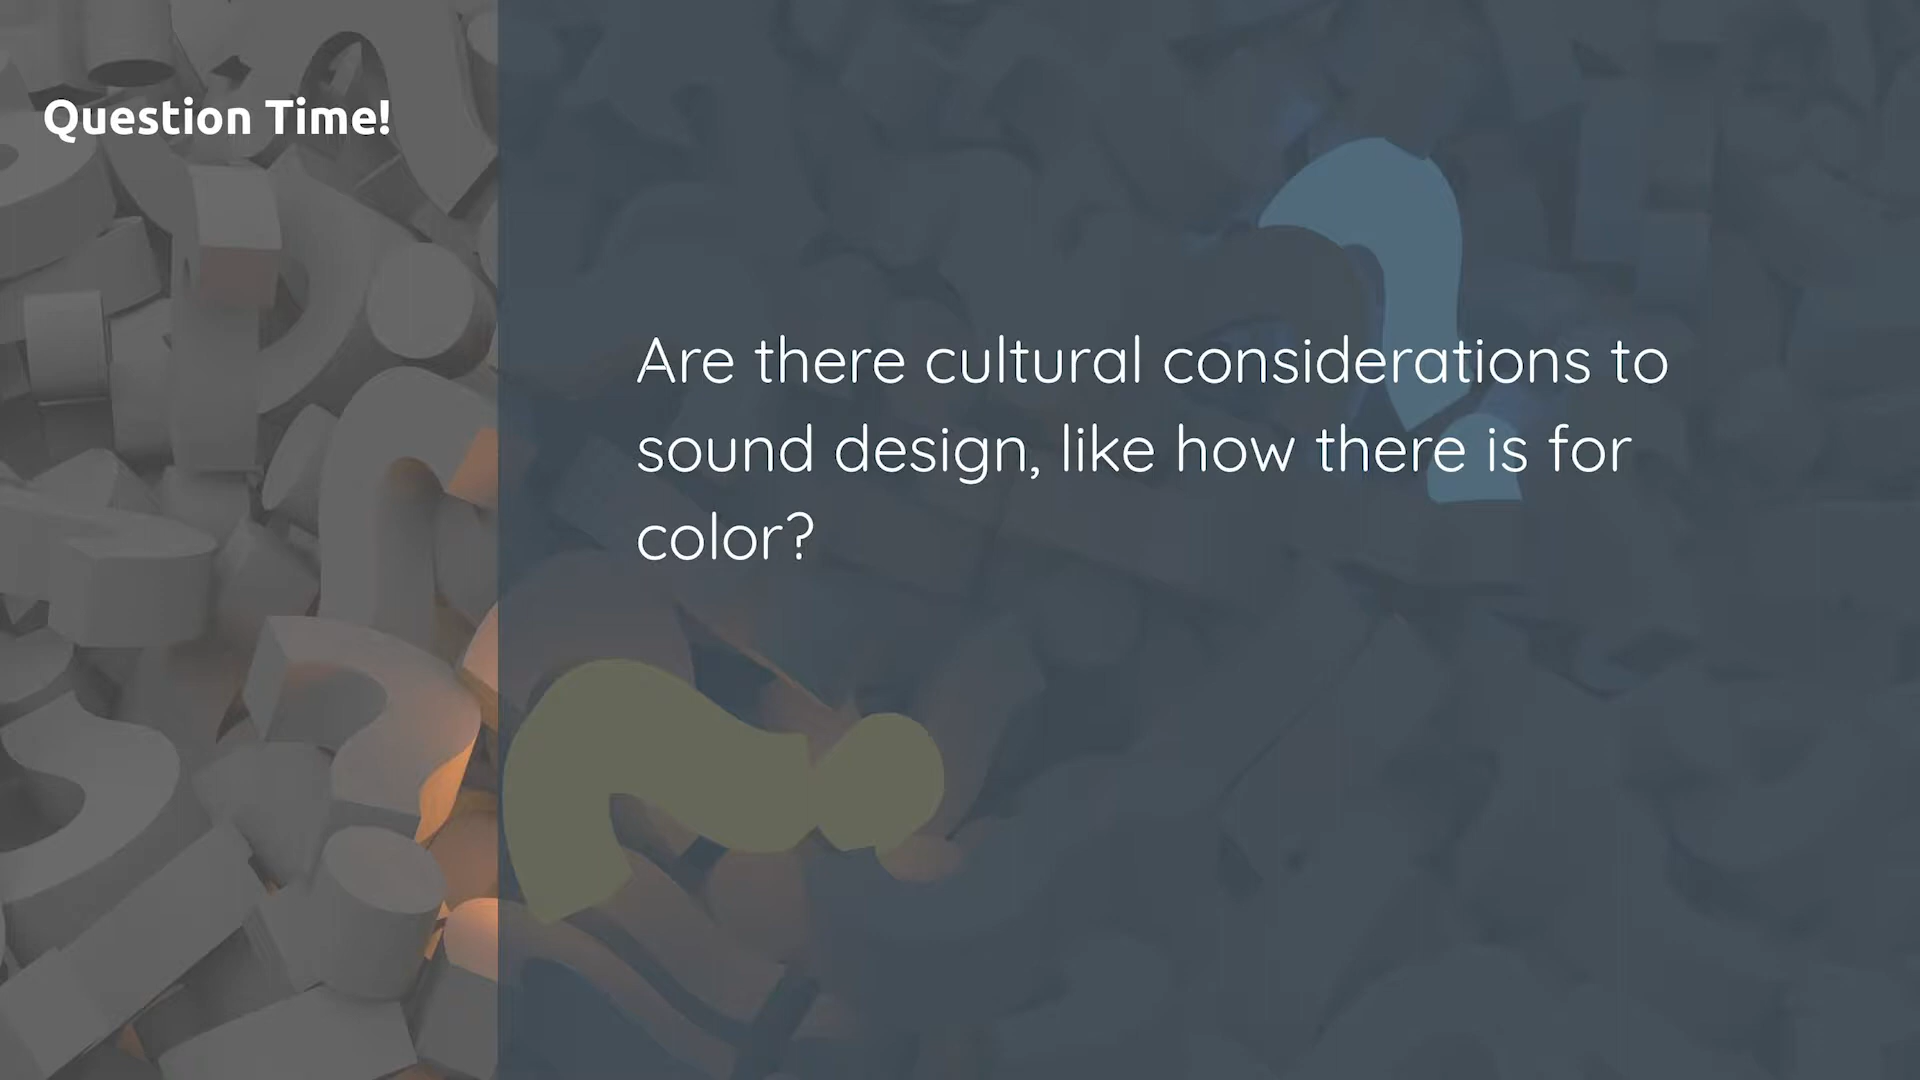 Question Time!
Are there cultural considerations to
sound design, like how there is for
color?